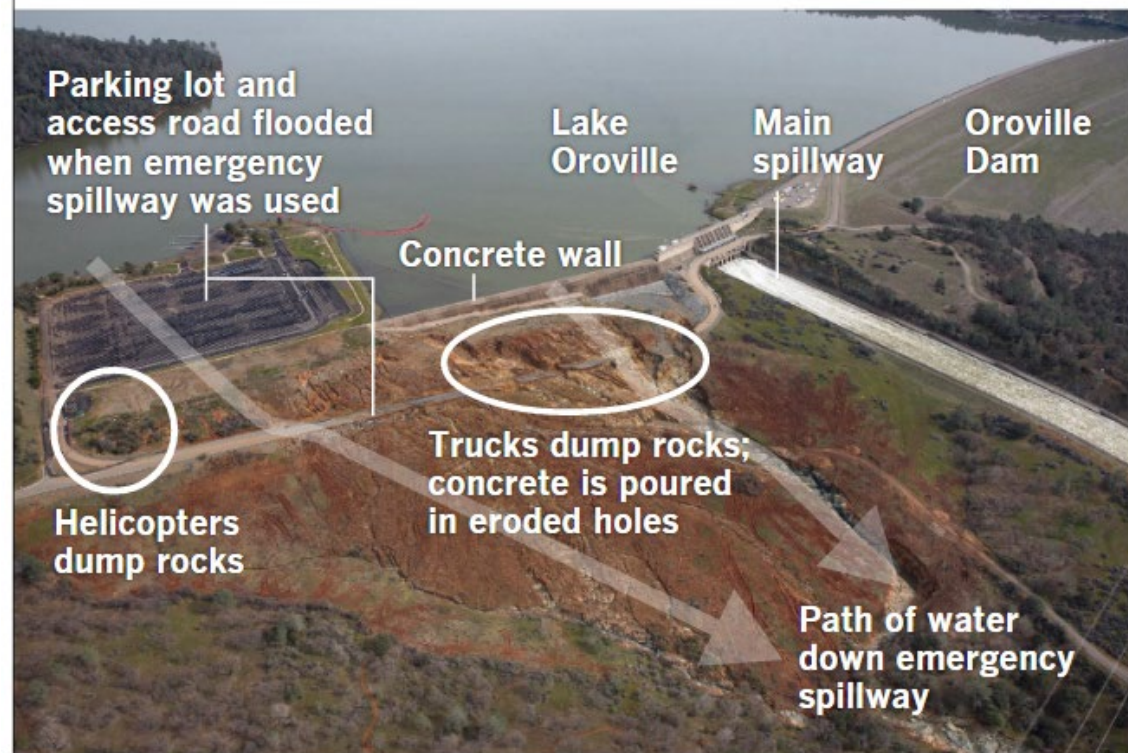 Parking lot and
access road flooded
when emergency
spillway was used
Lake
Oroville
Main
spillway
Oroville
Dam
Concrete wall
Trucks dump rocks;
concrete is poured
in eroded holes
Helicopters
dump rocks
Path of water
down emergency
spillway